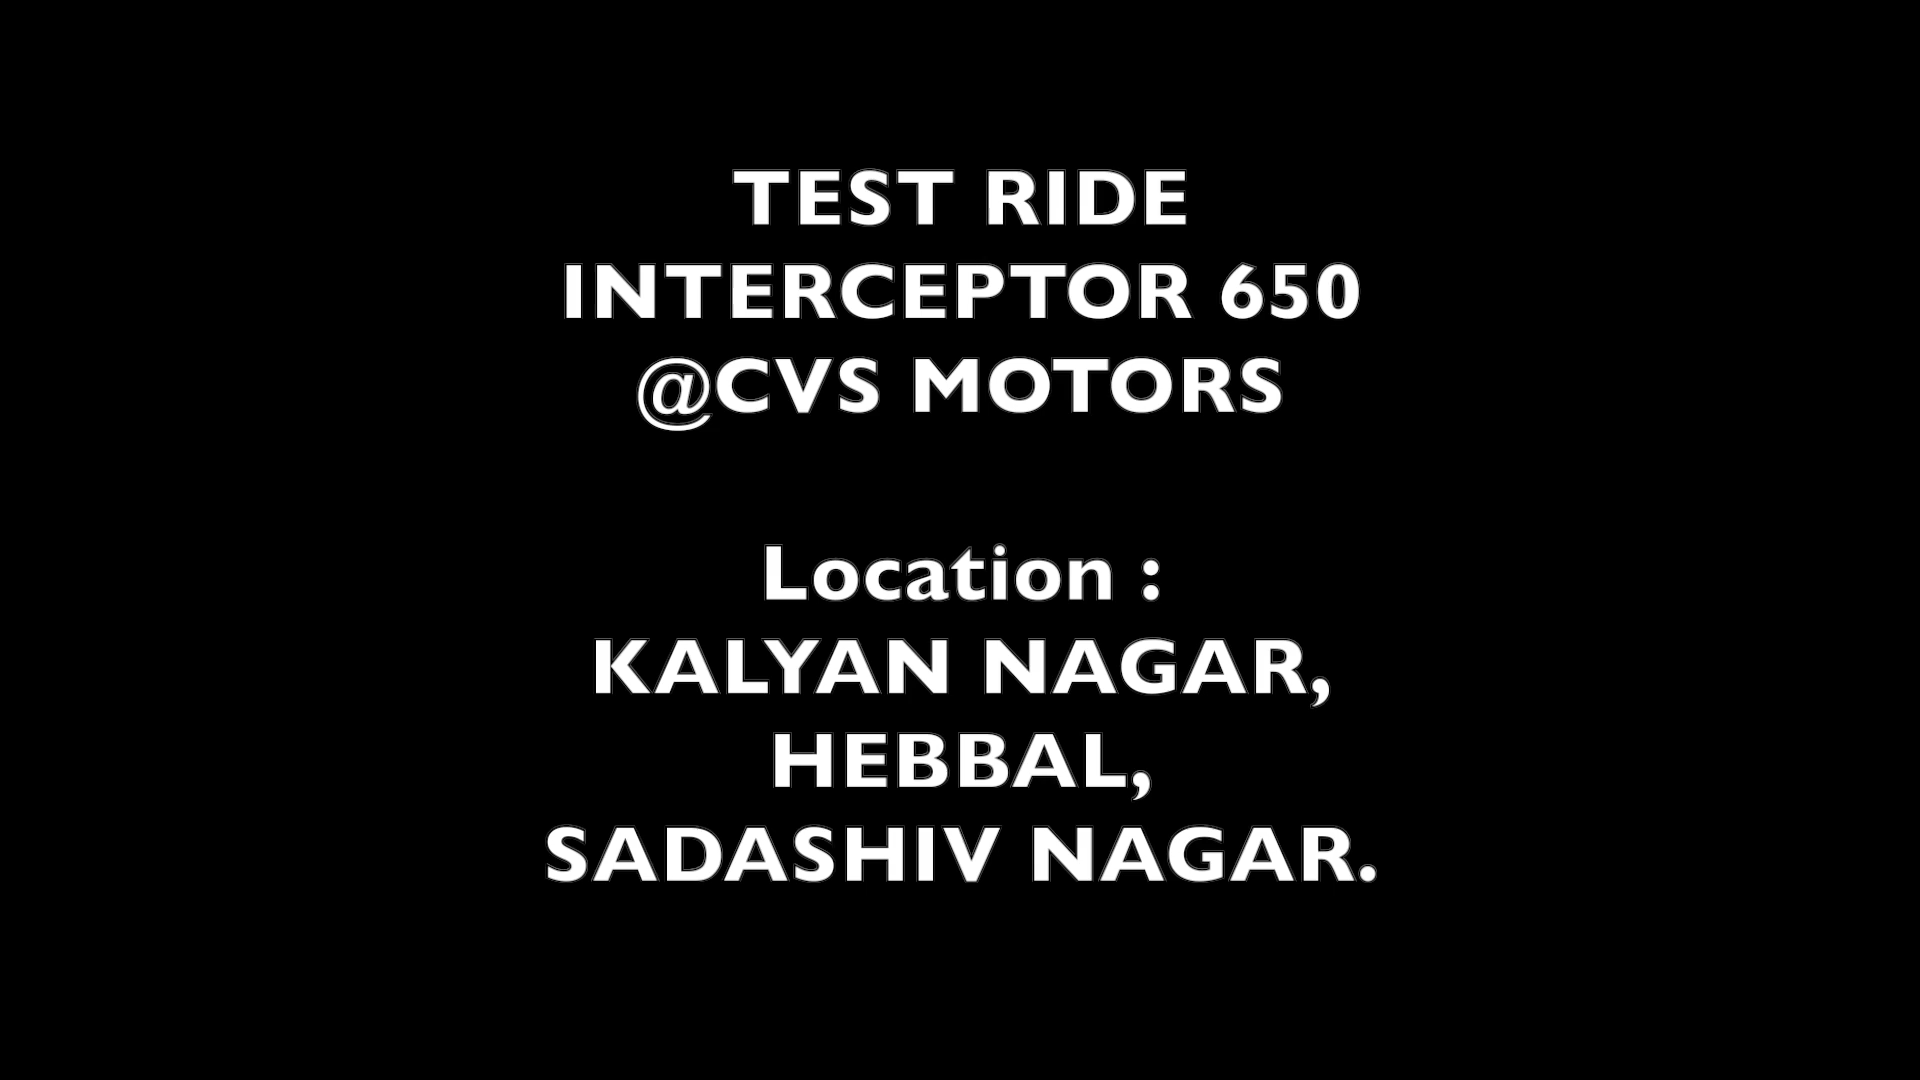 TEST RIDE
INTERCEPTOR 650
@CVS MOTORS
Location :
KALYAN NAGAR,
HEBBAL,
SADASHIV NAGAR.